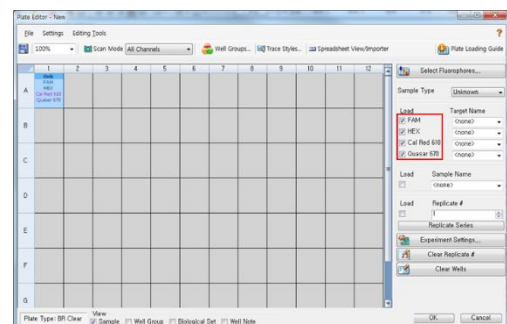 Plate Editor - New
File Settings Editing Tools ?
100% Scan Mode All Channels Well Groups... Trace Styles... Spreadsheet View/Importer Plate Loading Guide
1 2 3 4 5 6 7 8 9 10 11 12
Select Fluorophores...
A
Unk
FAM
HEX
Cal Red 610
Quasar 670
Sample Type Unknown
Load Target Name
FAM <none>
HEX <none>
Cal Red 610 <none>
Quasar 670 <none>
B
C
Load Sample Name
<none>
D
Load Replicate #
1
Replicate Series
E
Experiment Settings...
Clear Replicate #
F
Clear Wells
G
Plate Type: BR Clear
View
Sample Well Group Biological Set Well Note
OK Cancel